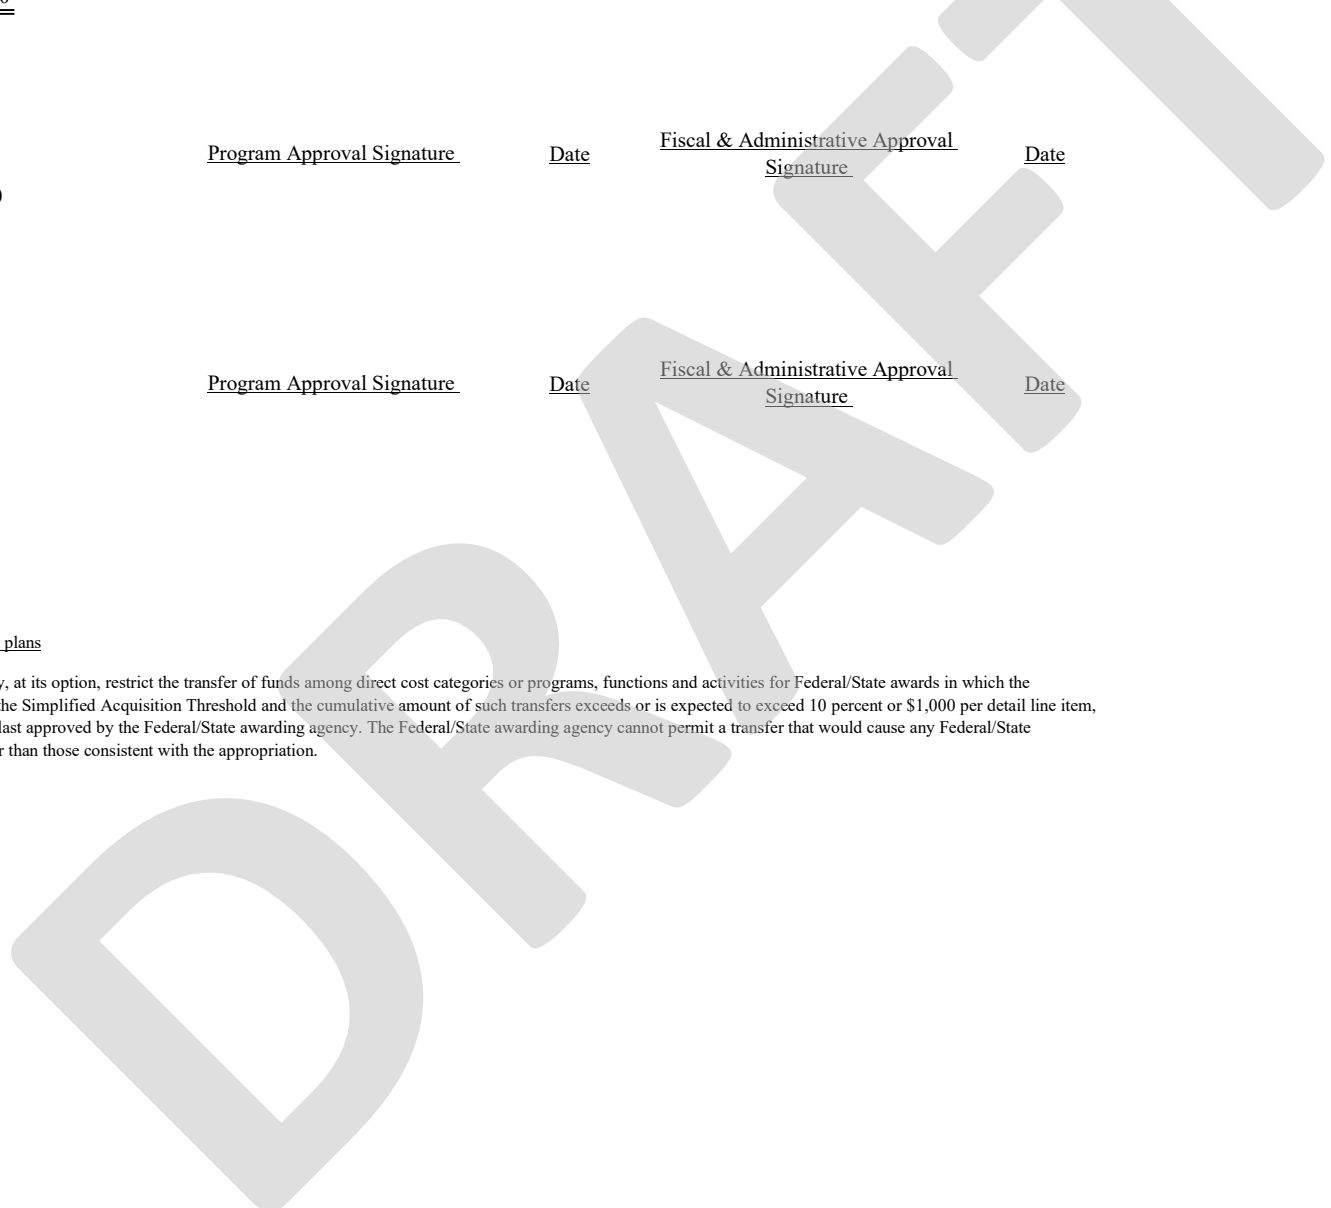 Program Approval Signature Date Fiscal & Administrative Approval Signature Date
)
Program Approval Signature Date Fiscal & Administrative Approval Signature Date
plans
, at its option, restrict the transfer of funds among direct cost categories or programs, functions and activities for Federal/State awards in which the
the Simplified Acquisition Threshold and the cumulative amount of such transfers exceeds or is expected to exceed 10 percent or $1,000 per detail line item,
last approved by the Federal/State awarding agency. The Federal/State awarding agency cannot permit a transfer that would cause any Federal/State
than those consistent with the appropriation.
DRAFT